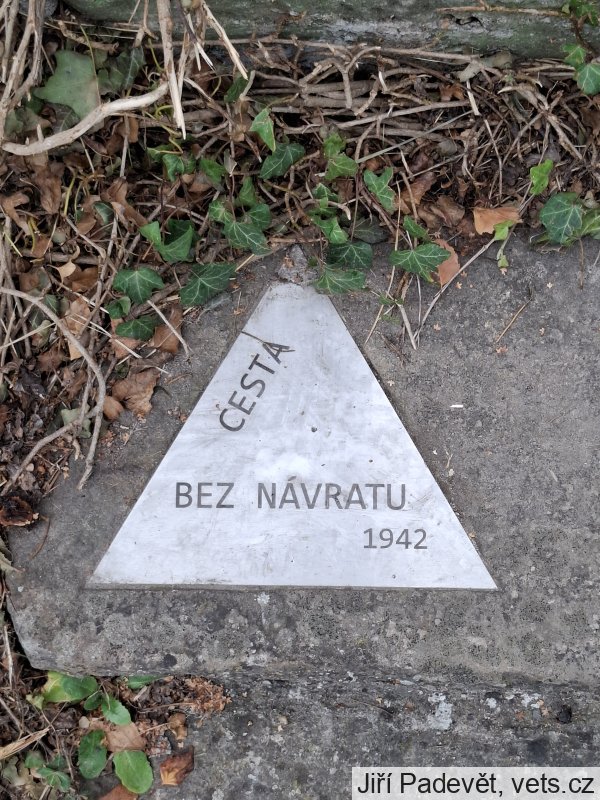 CESTA
BEZ NÁVRATU
1942
Jiří Padevět, vets.cz